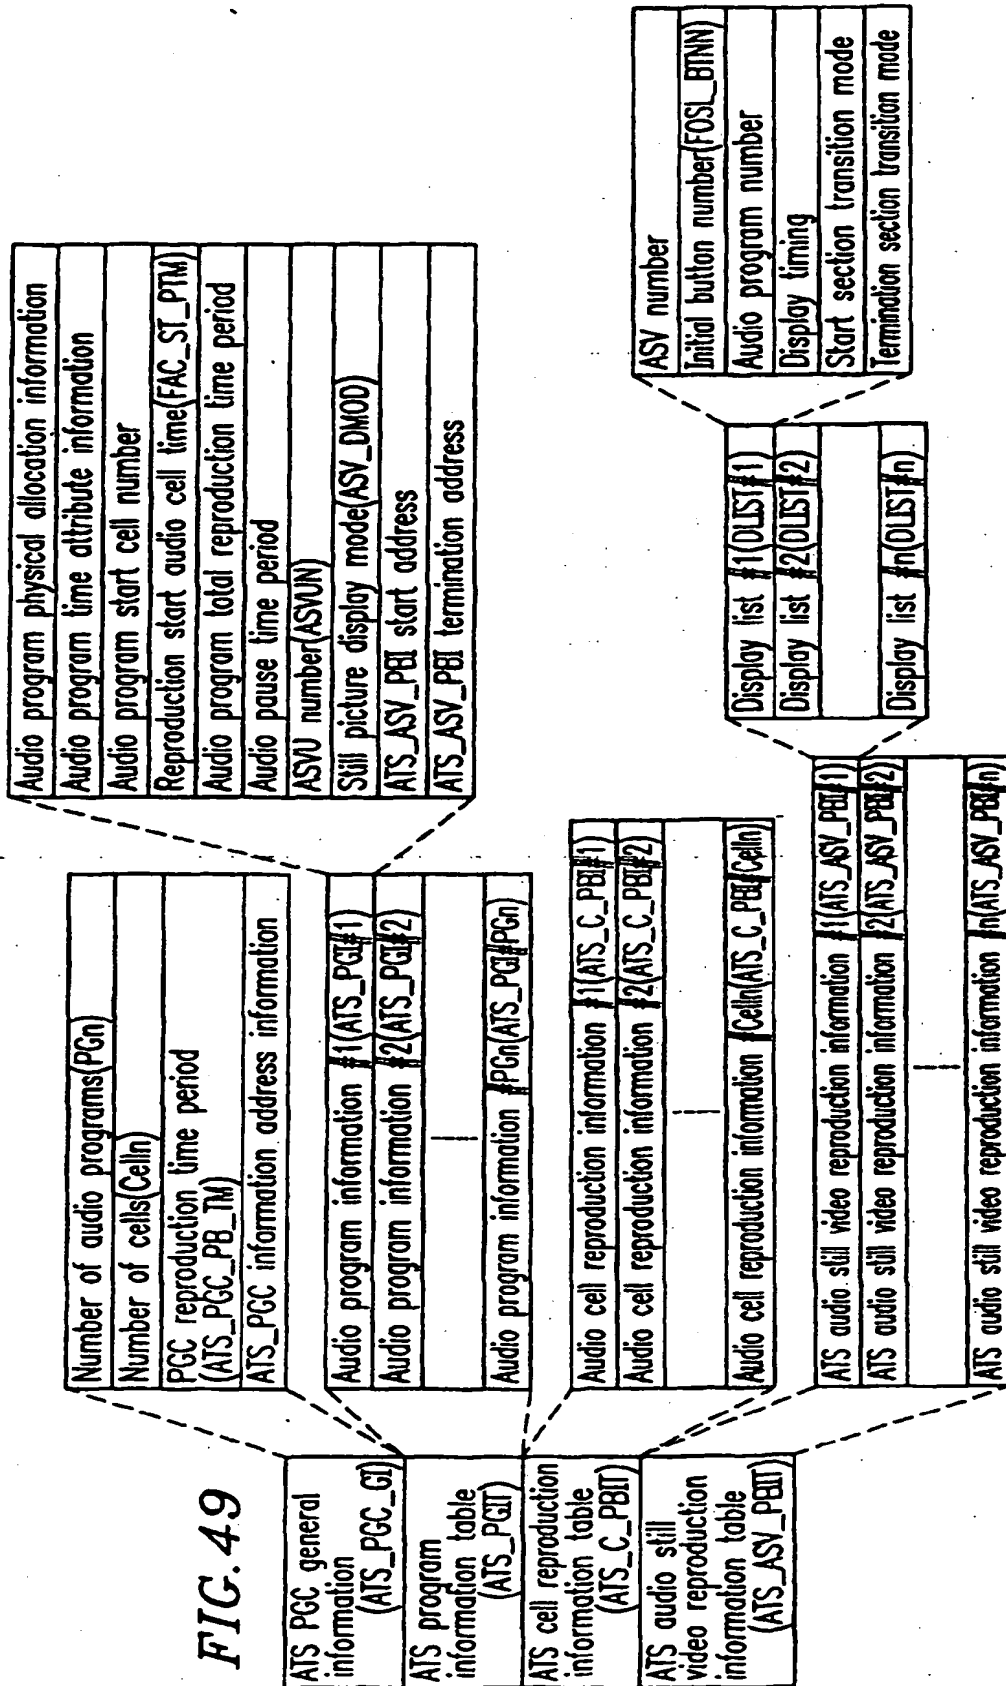 FIG. 49
ATS PGC general
information
(ATS_PGC_GI)
ATS program
information table
(ATS_PGIT)
ATS cell reproduction
information table
(ATS_C_PBIT)
ATS audio still
video reproduction
information table
(ATS_ASV_PBIT)
Number of audio programs(PGn)
Number of cells(Celln)
PGC reproduction time period
(ATS_PGC_PB_TM)
ATS_PGC information address information
Audio program information #1(ATS_PGI#1)
Audio program information #2(ATS_PGI#2)
Audio program information #PGn(ATS_PGI#PGn)
Audio cell reproduction information #1(ATS_C_PBI#1)
Audio cell reproduction information #2(ATS_C_PBI#2)
Audio cell reproduction information #Celln(ATS_C_PBI#Celln)
ATS audio still video reproduction information #1(ATS_ASV_PBI#1)
ATS audio still video reproduction information #2(ATS_ASV_PBI#2)
ATS audio still video reproduction information #n(ATS_ASV_PBI#n)
Audio program physical allocation information
Audio program time attribute information
Audio program start cell number
Reproduction start audio cell time(FAC_ST_PTM)
Audio program total reproduction time period
Audio pause time period
ASVU number(ASVUN)
Still picture display mode(ASV_DMOD)
ATS_ASV_PBI start address
ATS_ASV_PBI termination address
Display list #1(DLIST#1)
Display list #2(DLIST#2)
Display list #n(DLIST#n)
ASV number
Initial button number(FOSL_BTNN)
Audio program number
Display timing
Start section transition mode
Termination section transition mode